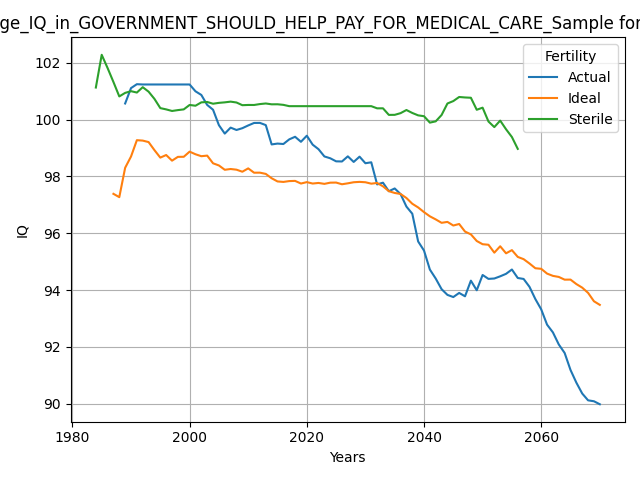 ge_IQ_in_GOVERNMENT_SHOULD_HELP_PAY_FOR_MEDICAL_CARE_Sample for
Fertility
Actual
Ideal
Sterile
102
100
98
96
94
92
90
IQ
1980
2000
2020
2040
2060
Years